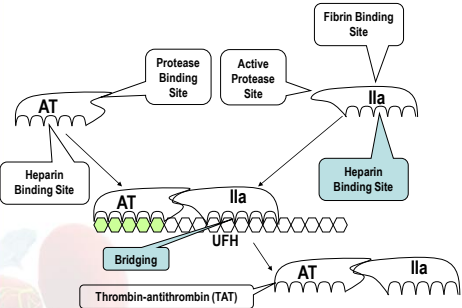 Fibrin Binding
Site
Protease
Binding
Site
Active
Protease
Site
AT
IIa
Heparin
Binding Site
Heparin
Binding Site
AT
IIa
UFH
Bridging
AT
IIa
Thrombin-antithrombin (TAT)